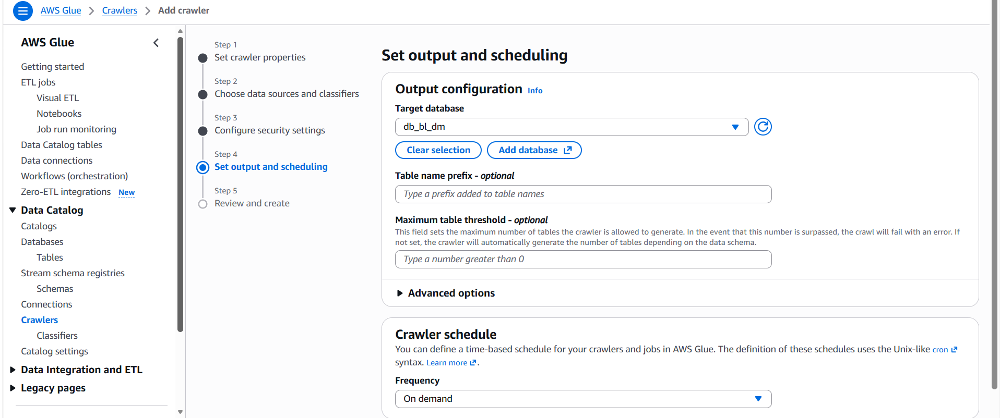 AWS Glue > Crawlers > Add crawler
AWS Glue
Getting started
ETL jobs
Visual ETL
Notebooks
Job run monitoring
Data Catalog tables
Data connections
Workflows (orchestration)
Zero-ETL integrations New
Data Catalog
Catalogs
Databases
Tables
Stream schema registries
Schemas
Connections
Crawlers
Classifiers
Catalog settings
Data Integration and ETL
Legacy pages
Step 1
Set crawler properties
Step 2
Choose data sources and classifiers
Step 3
Configure security settings
Step 4
Set output and scheduling
Step 5
Review and create
Set output and scheduling
Output configuration Info
Target database
db_bl_dm
Clear selection Add database
Table name prefix - optional
Type a prefix added to table names
Maximum table threshold - optional
This field sets the maximum number of tables the crawler is allowed to generate. In the event that this number is surpassed, the crawl will fail with an error. If
not set, the crawler will automatically generate the number of tables depending on the data schema.
Type a number greater than 0
Advanced options
Crawler schedule
You can define a time-based schedule for your crawlers and jobs in AWS Glue. The definition of these schedules uses the Unix-like cron
syntax. Learn more .
Frequency
On demand